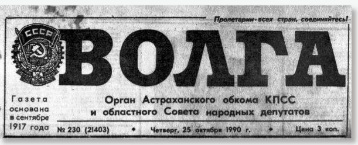 Пролетарии всех стран, соединяйтесь!
СССР
ВОЛГА
Газета
основана
в сентябре
1917 года
Орган Астраханского обкома КПСС
и областного Совета народных депутатов
№ 230 (21403) • Четверг, 25 октября 1990 г. • Цена 3 коп.